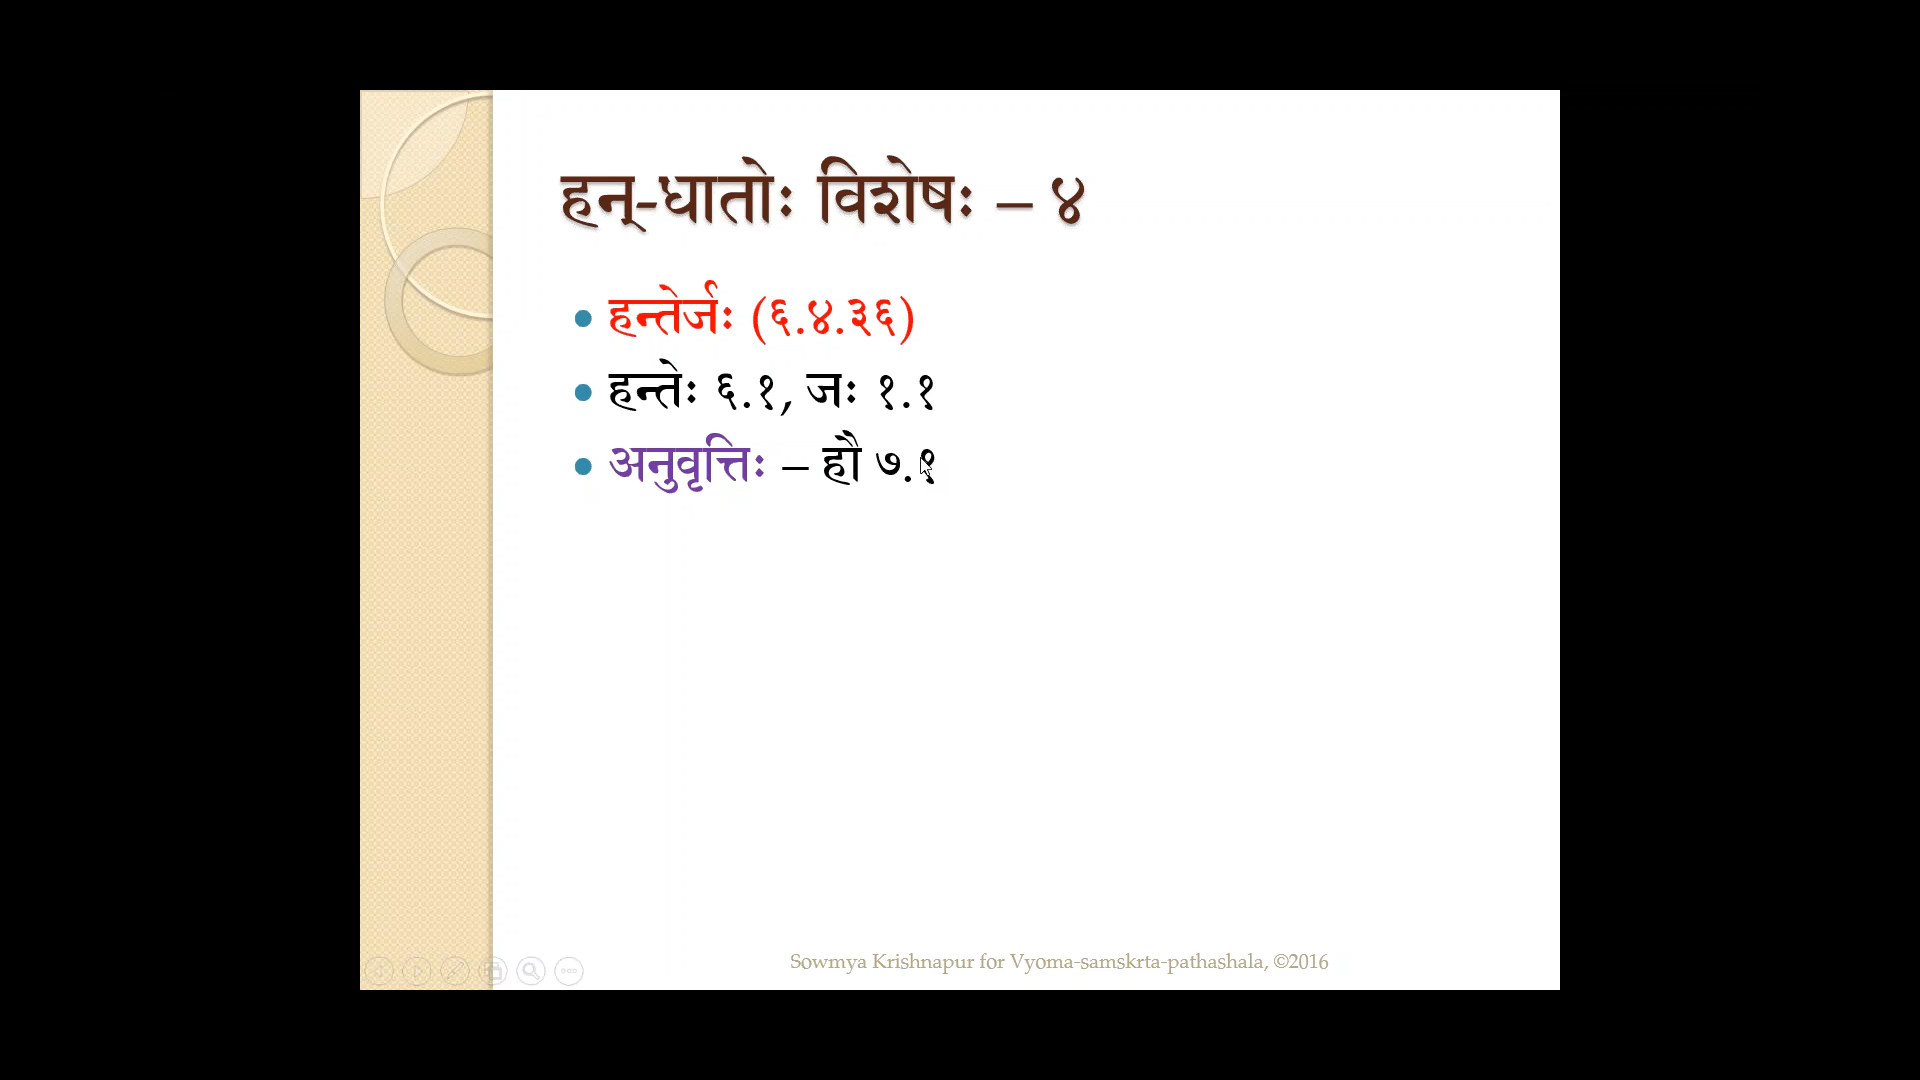 हन्-धातोः विशेषः – ४
हन्तेर्जः (६.४.३६)
हन्तेः ६.१, जः १.१
अनुवृत्तिः – हौ ७.१
Sowmya Krishnapur for Vyoma-samskrta-pathashala, ©2016